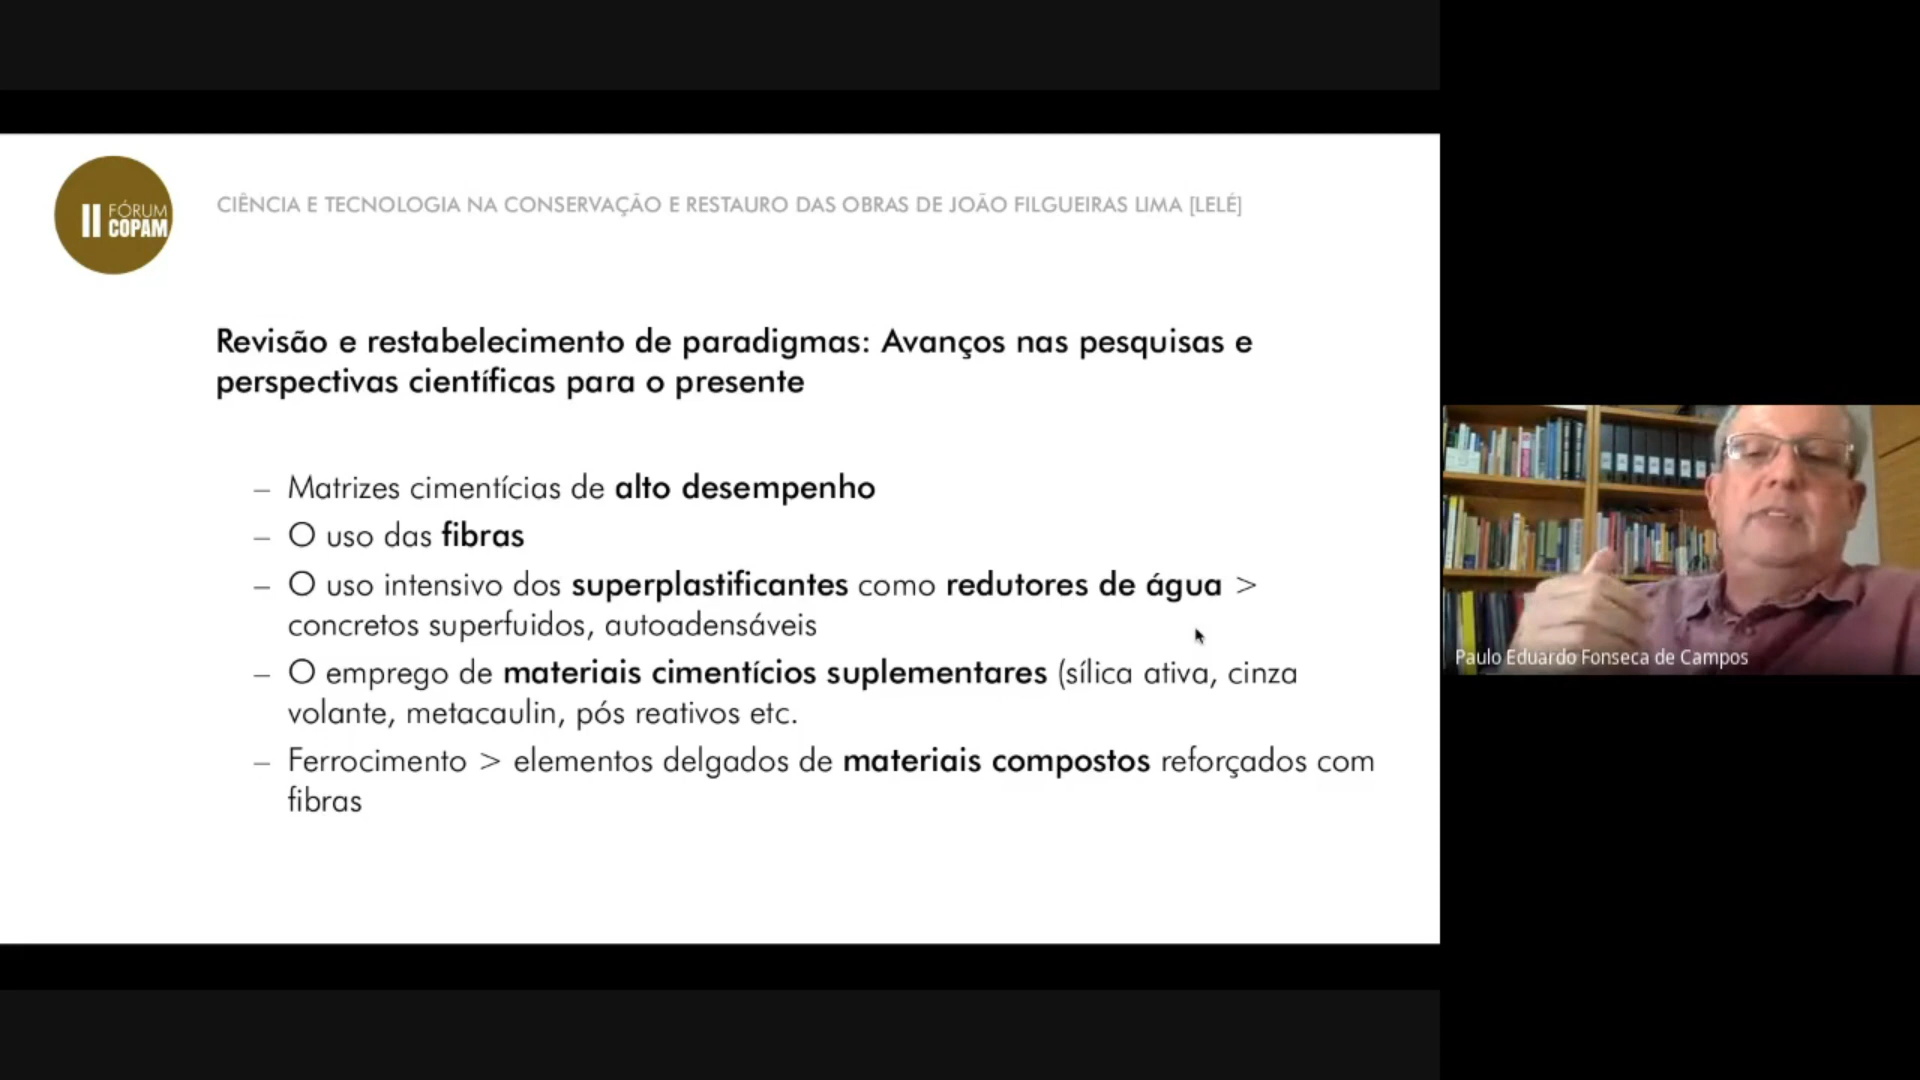 II FÓRUM
COPAM
CIÊNCIA E TECNOLOGIA NA CONSERVAÇÃO E RESTAURO DAS OBRAS DE JOÃO FILGUEIRAS LIMA [LELÉ]
Revisão e restabelecimento de paradigmas: Avanços nas pesquisas e
perspectivas científicas para o presente
– Matrizes cimentícias de alto desempenho
– O uso das fibras
– O uso intensivo dos superplastificantes como redutores de água >
concretos superfuidos, autoadensáveis
– O emprego de materiais cimentícios suplementares (sílica ativa, cinza
volante, metacaulin, pós reativos etc.
– Ferrocimento > elementos delgados de materiais compostos reforçados com
fibras
Paulo Eduardo Fonseca de Campos